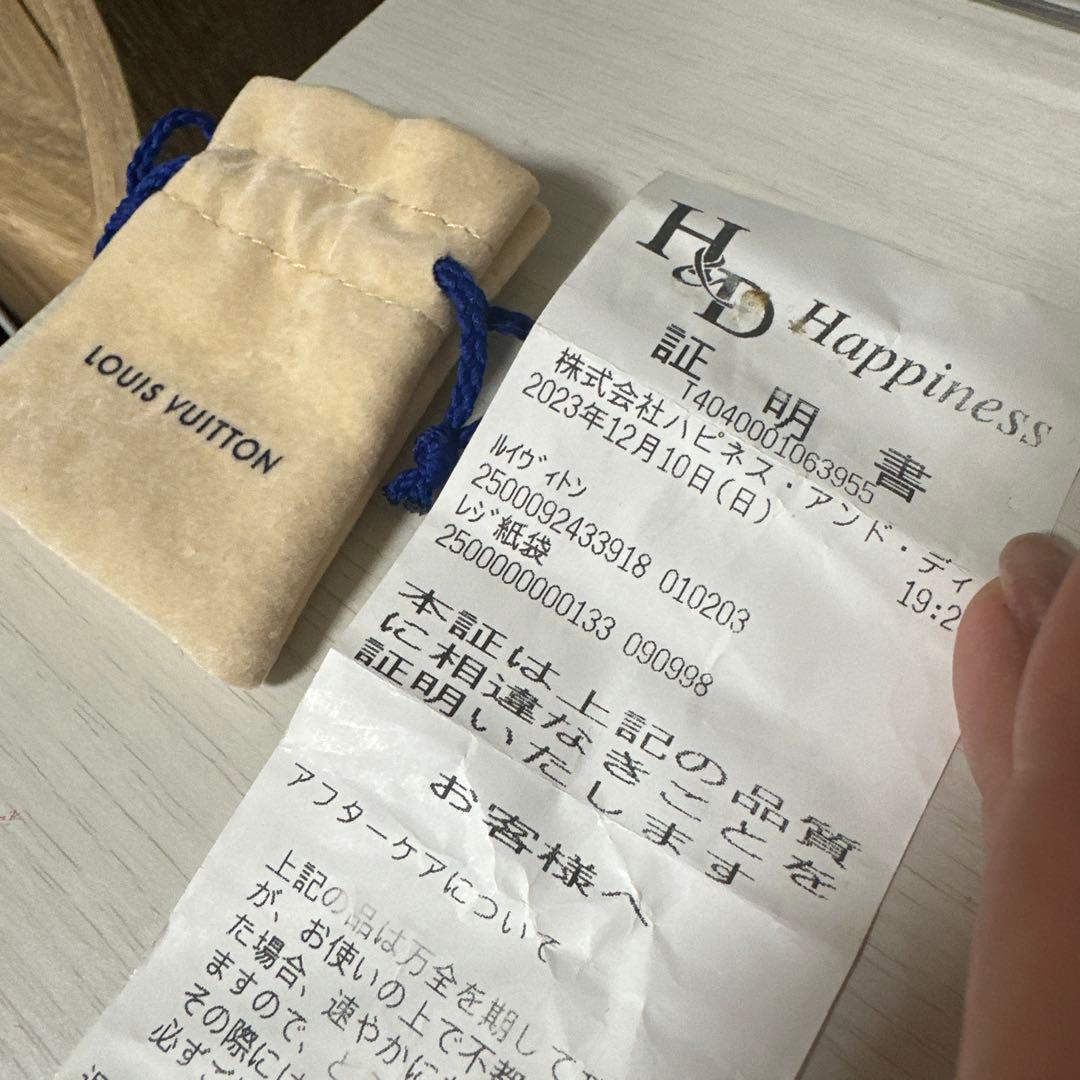 LOUIS VUITTON
H&D Happiness
証明書
T4040001063955
株式会社ハピネス・アンド・ディ
2023年12月10日(日) 19:2
ﾙｲｳﾞｨﾄﾝ
2500092433918 010203
ﾚｼﾞ紙袋
2500000000133 090998
本証は上記の品質
に相違なきことを
証明いたします
お客様へ
アフターケアについて
上記の品は万全を期して
が、お使いの上で不都
た場合、速やかに
ますので、と
その際には
必ずご